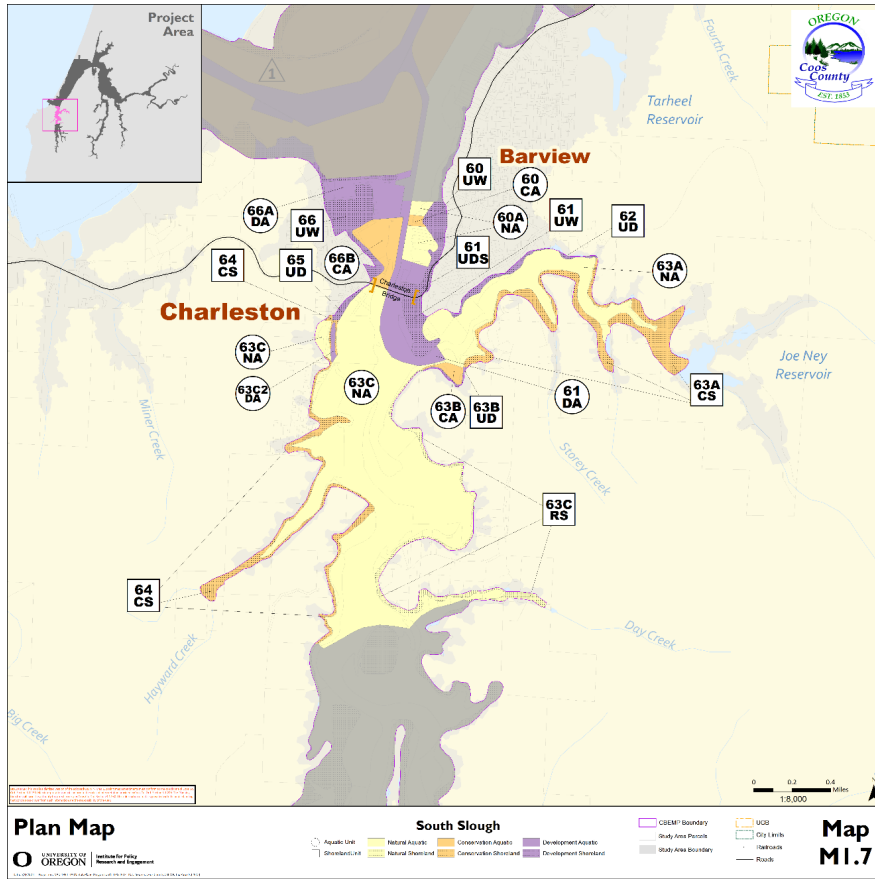 Project
Area
OREGON
Coos
County
EST. 1853
1
Fourth Creek
Tarheel
Reservoir
Barview
60
UW
60
CA
66A
DA
66
UW
60A
NA
61
UW
62
UD
64
CS
65
UD
66B
CA
61
UDS
63A
NA
Charleston
Bridge
Charleston
63C
NA
Joe Ney
Reservoir
63C2
DA
63C
NA
63B
CA
63B
UD
61
DA
63A
CS
Miner Creek
Storey Creek
63C
RS
64
CS
Day Creek
Hayward Creek
Big Creek
0 0.2 0.4
Miles
1:8,000
Plan Map
South Slough
Map
M1.7
Aquatic Unit
Shoreland Unit
Natural Aquatic
Natural Shoreland
Conservation Aquatic
Conservation Shoreland
Development Aquatic
Development Shoreland
CBEMP Boundary
Study Area Parcels
Study Area Boundary
UGB
City Limits
Railroads
Roads
O UNIVERSITY OF
OREGON
Institute for Policy
Research and Engagement